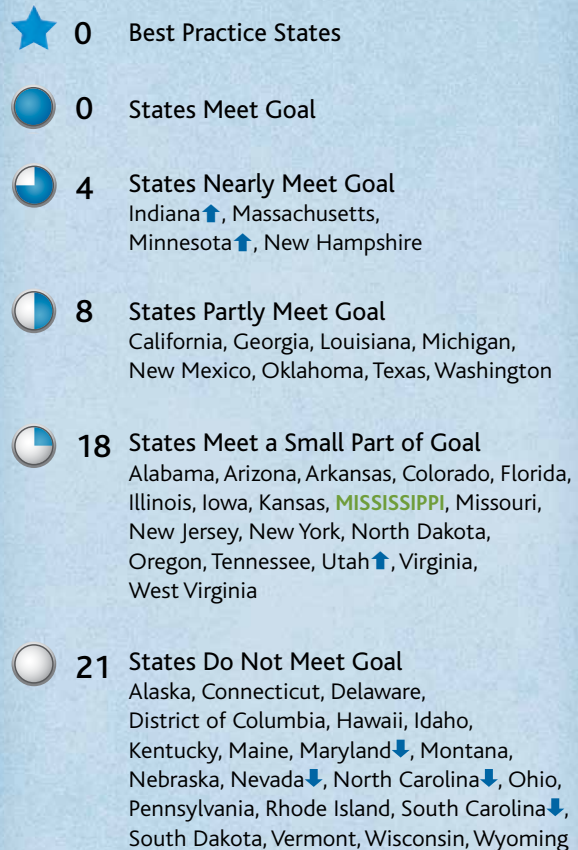 0 Best Practice States
0 States Meet Goal
4 States Nearly Meet Goal
Indiana⬆, Massachusetts,
Minnesota⬆, New Hampshire
8 States Partly Meet Goal
California, Georgia, Louisiana, Michigan,
New Mexico, Oklahoma, Texas, Washington
18 States Meet a Small Part of Goal
Alabama, Arizona, Arkansas, Colorado, Florida,
Illinois, Iowa, Kansas, MISSISSIPPI, Missouri,
New Jersey, New York, North Dakota,
Oregon, Tennessee, Utah⬆, Virginia,
West Virginia
21 States Do Not Meet Goal
Alaska, Connecticut, Delaware,
District of Columbia, Hawaii, Idaho,
Kentucky, Maine, Maryland⬇, Montana,
Nebraska, Nevada⬇, North Carolina⬇, Ohio,
Pennsylvania, Rhode Island, South Carolina⬇,
South Dakota, Vermont, Wisconsin, Wyoming